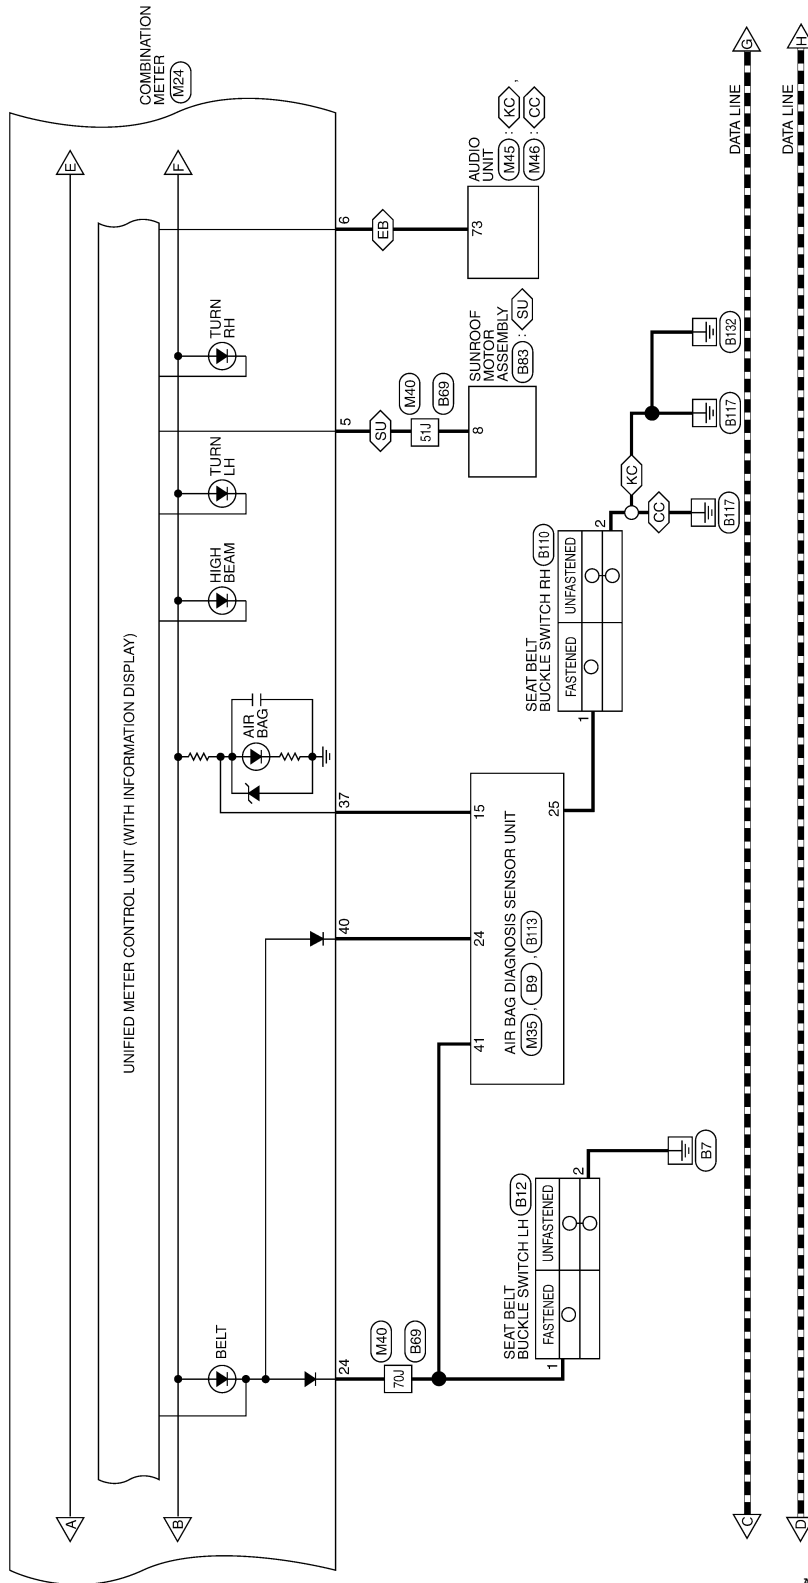 COMBINATION
METER
M24
A
E
B
F
UNIFIED METER CONTROL UNIT (WITH INFORMATION DISPLAY)
BELT
AIR
BAG
HIGH
BEAM
TURN
LH
TURN
RH
24
40
37
5
6
70J
M40
B69
SU
51J
M40
B69
EB
41
24
15
25
AIR BAG DIAGNOSIS SENSOR UNIT
M35 , B9 , B113
8
SUNROOF
MOTOR
ASSEMBLY
B83 : SU
73
AUDIO
UNIT
M45 : KC ,
M46 : CC
SEAT BELT
BUCKLE SWITCH LH B12
FASTENED
UNFASTENED
1
2
B7
SEAT BELT
BUCKLE SWITCH RH B110
FASTENED
UNFASTENED
1
2
KC
CC
B117
B117
B132
C
DATA LINE
G
D
DATA LINE
H